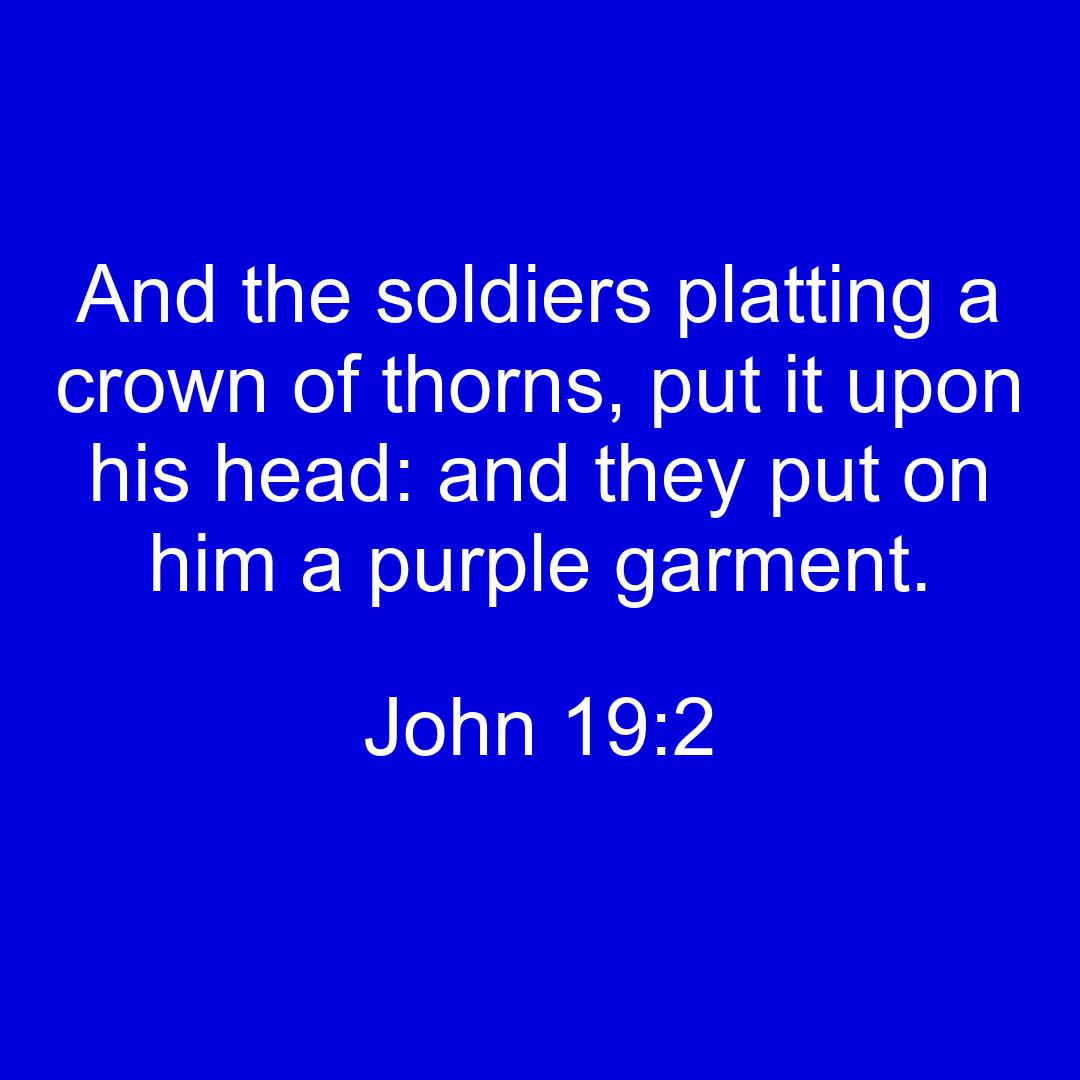 And the soldiers platting a
crown of thorns, put it upon
his head: and they put on
him a purple garment.
John 19:2